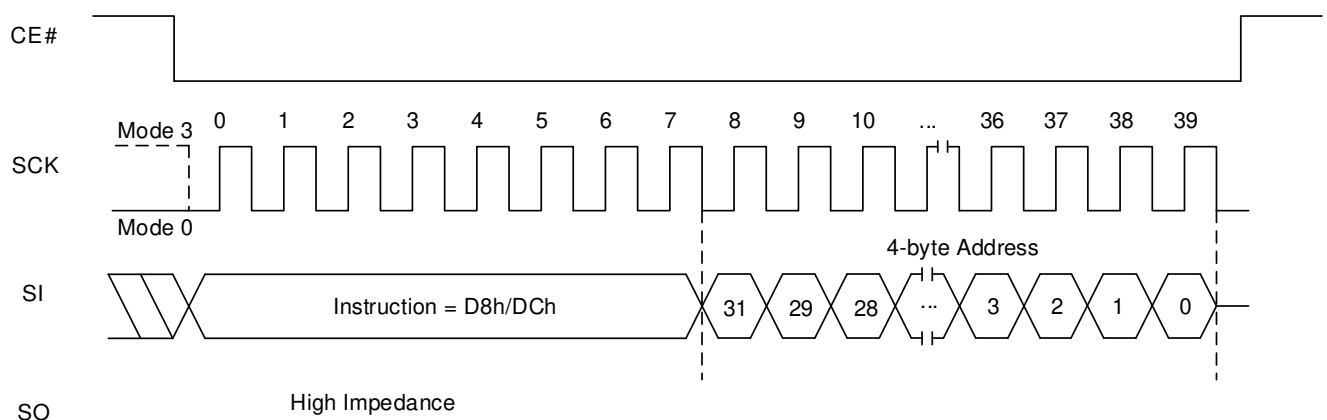 CE#
0 1 2 3 4 5 6 7 8 9 10 ... 36 37 38 39
Mode 3
SCK
Mode 0
4-byte Address
SI
Instruction = D8h/DCh 31 29 28 ... 3 2 1 0
High Impedance
SO